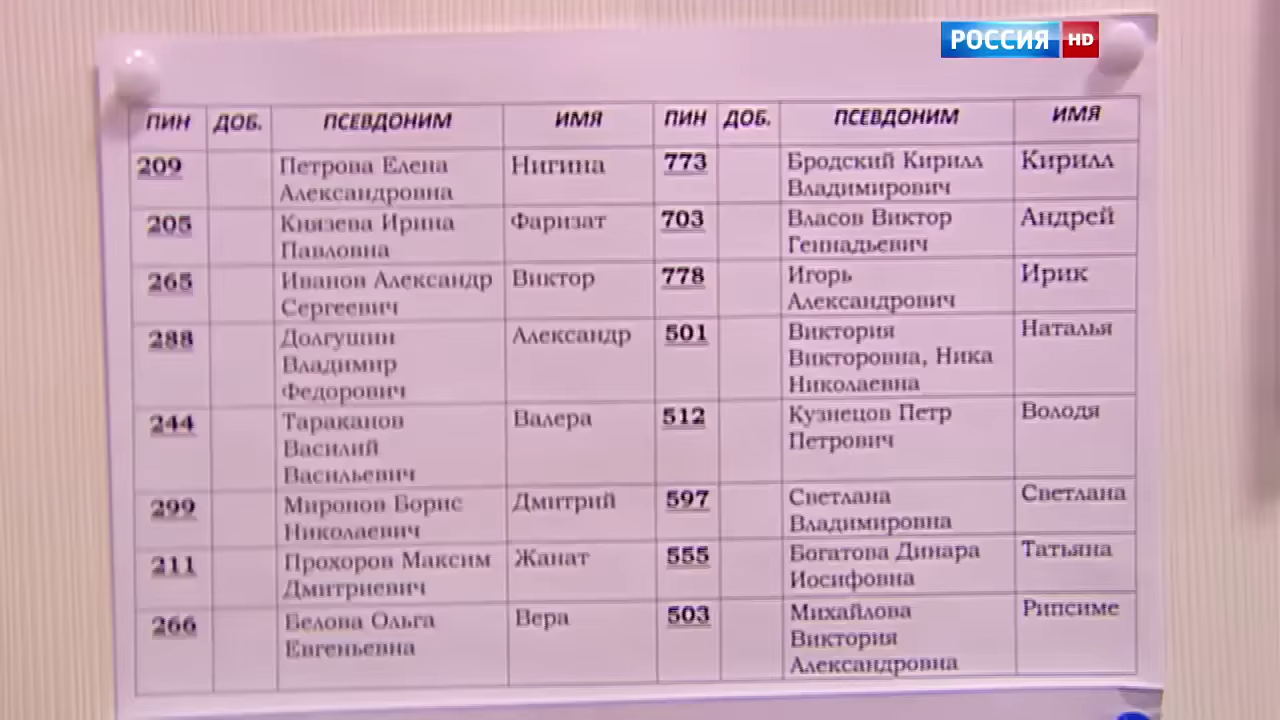 РОССИЯ HD
ПИН ДОБ. ПСЕВДОНИМ ИМЯ ПИН ДОБ. ПСЕВДОНИМ ИМЯ
209 Петрова Елена Нигина 773 Бродский Кирилл Кирилл
Александровна Владимирович
205 Князева Ирина Фаризат 703 Власов Виктор Андрей
Павловна Геннадьевич
265 Иванов Александр Виктор 778 Игорь Ирик
Сергеевич Александрович
288 Долгушин Александр 501 Виктория Наталья
Владимир Викторовна, Ника
Федорович Николаевна
244 Тараканов Валера 512 Кузнецов Петр Володя
Василий Петрович
Васильевич
299 Миронов Борис Дмитрий 597 Светлана Светлана
Николаевич Владимировна
211 Прохоров Максим Жанат 555 Богатова Динара Татьяна
Дмитриевич Иосифовна
266 Белова Ольга Вера 503 Михайлова Рипсиме
Евгеньевна Виктория
Александровна